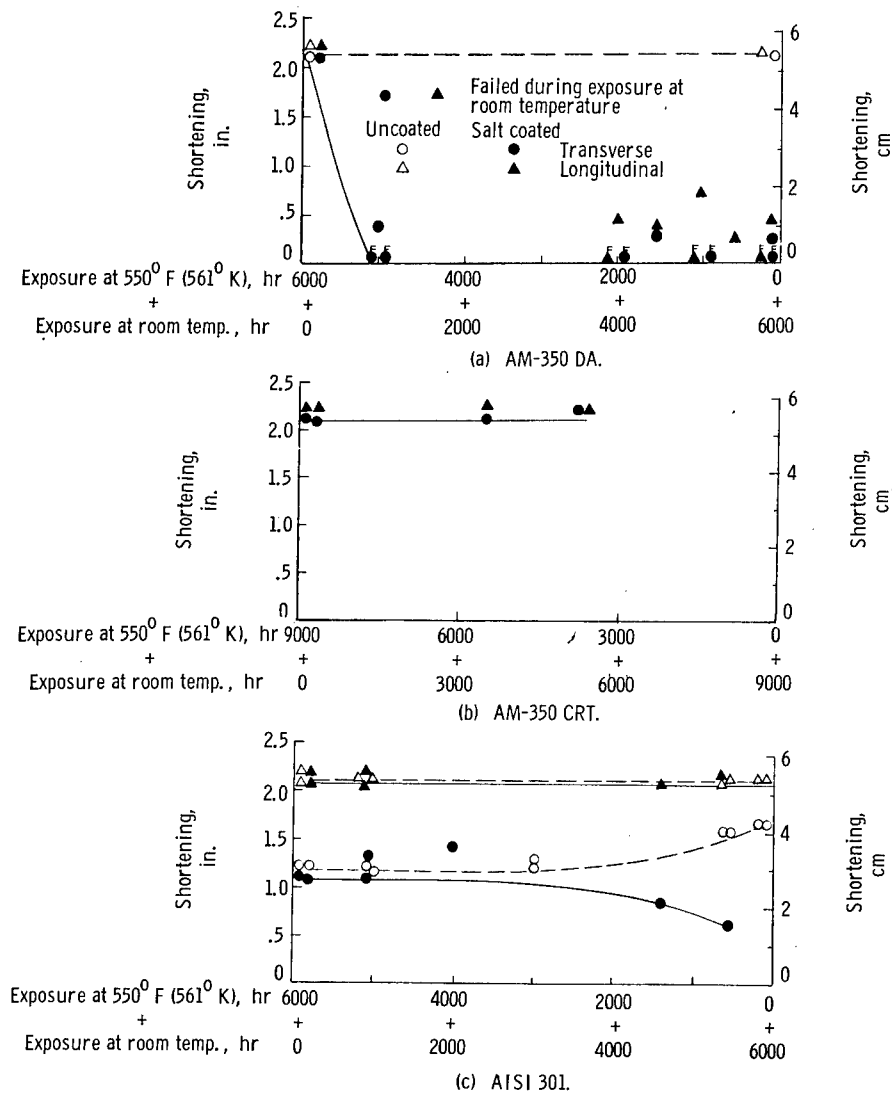 2.5
2.0
1.5
1.0
.5
0
Shortening,
in.
6
4
2
0
Shortening,
cm
Failed during exposure at
room temperature
Uncoated Salt coated
Transverse
Longitudinal
F F F F F F F F
Exposure at 550⁰ F (561⁰ K), hr 6000 4000 2000 0
+ + + + +
Exposure at room temp., hr 0 2000 4000 6000
(a) AM-350 DA.
2.5
2.0
1.5
1.0
.5
0
Shortening,
in.
6
4
2
0
Shortening,
cm
Exposure at 550⁰ F (561⁰ K), hr 9000 6000 3000 0
+ + + + +
Exposure at room temp., hr 0 3000 6000 9000
(b) AM-350 CRT.
2.5
2.0
1.5
1.0
.5
0
Shortening,
in.
6
4
2
0
Shortening,
cm
Exposure at 550⁰ F (561⁰ K), hr 6000 4000 2000 0
+ + + + +
Exposure at room temp., hr 0 2000 4000 6000
(c) AISI 301.